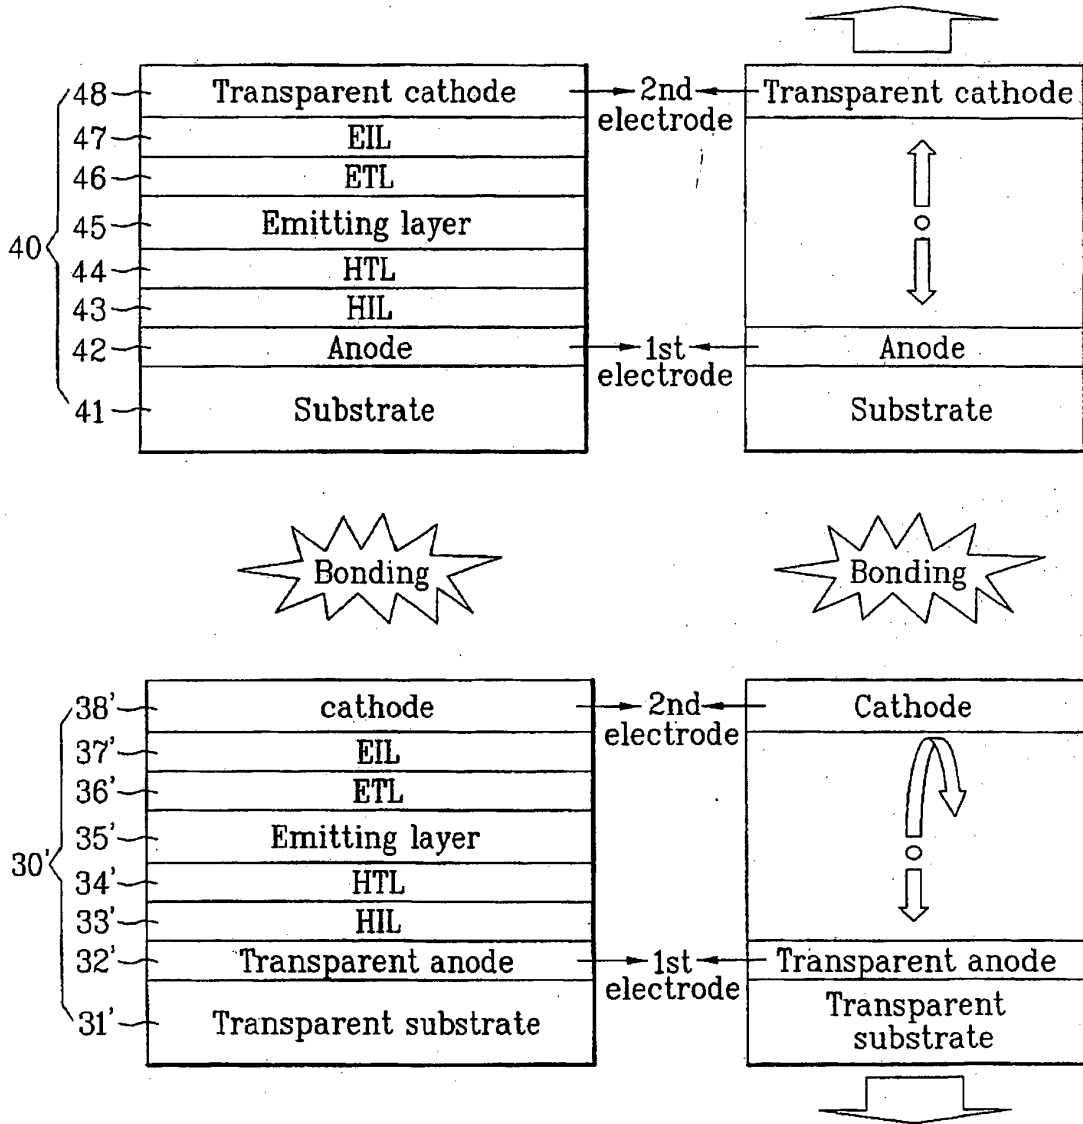 48
Transparent cathode
2nd
electrode
Transparent cathode
47
EIL
46
ETL
45
Emitting layer
40
44
HTL
43
HIL
42
Anode
1st
electrode
Anode
41
Substrate
Substrate
Bonding
Bonding
38'
cathode
2nd
electrode
Cathode
37'
EIL
36'
ETL
35'
Emitting layer
30'
34'
HTL
33'
HIL
32'
Transparent anode
1st
electrode
Transparent anode
31'
Transparent substrate
Transparent
substrate